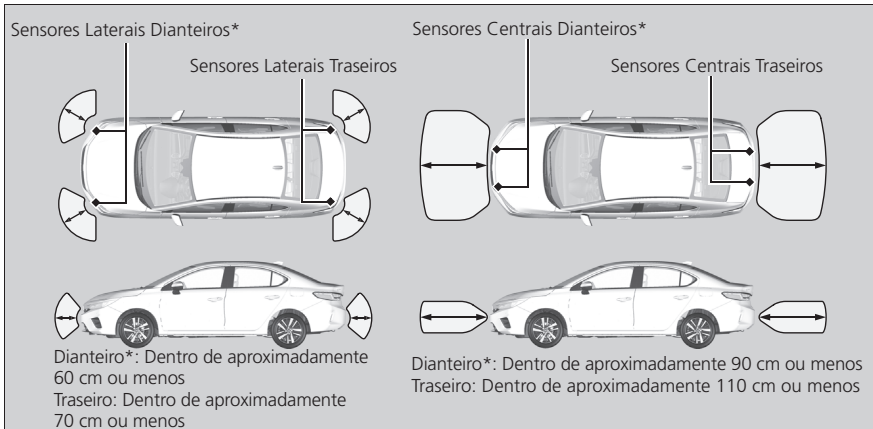 Sensores Laterais Dianteiros*
Sensores Laterais Traseiros
Dianteiro*: Dentro de aproximadamente
60 cm ou menos
Traseiro: Dentro de aproximadamente
70 cm ou menos
Sensores Centrais Dianteiros*
Sensores Centrais Traseiros
Dianteiro*: Dentro de aproximadamente 90 cm ou menos
Traseiro: Dentro de aproximadamente 110 cm ou menos